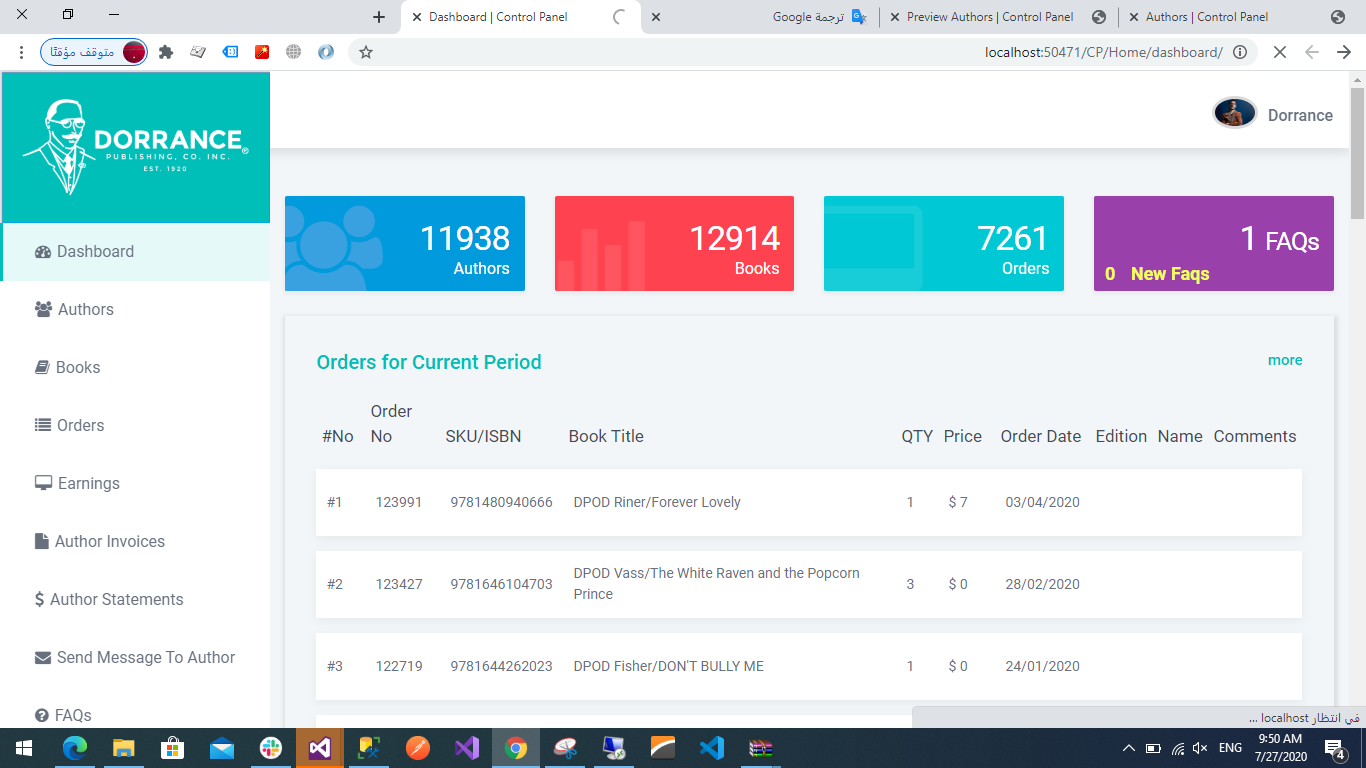 Dashboard | Control Panel
ترجمة Google
Preview Authors | Control Panel
Authors | Control Panel
متوقف مؤقتًا
localhost:50471/CP/Home/dashboard/
DORRANCE®
PUBLISHING, CO. INC.
EST. 1920
Dorrance
Dashboard
Authors
Books
Orders
Earnings
Author Invoices
$ Author Statements
Send Message To Author
FAQs
11938
Authors
12914
Books
7261
Orders
1 FAQs
0 New Faqs
Orders for Current Period
more
#No Order No SKU/ISBN Book Title QTY Price Order Date Edition Name Comments
#1 123991 9781480940666 DPOD Riner/Forever Lovely 1 $ 7 03/04/2020
#2 123427 9781646104703 DPOD Vass/The White Raven and the Popcorn
Prince 3 $ 0 28/02/2020
#3 122719 9781644262023 DPOD Fisher/DON'T BULLY ME 1 $ 0 24/01/2020
في انتظار localhost ...
ENG
9:50 AM
7/27/2020
4